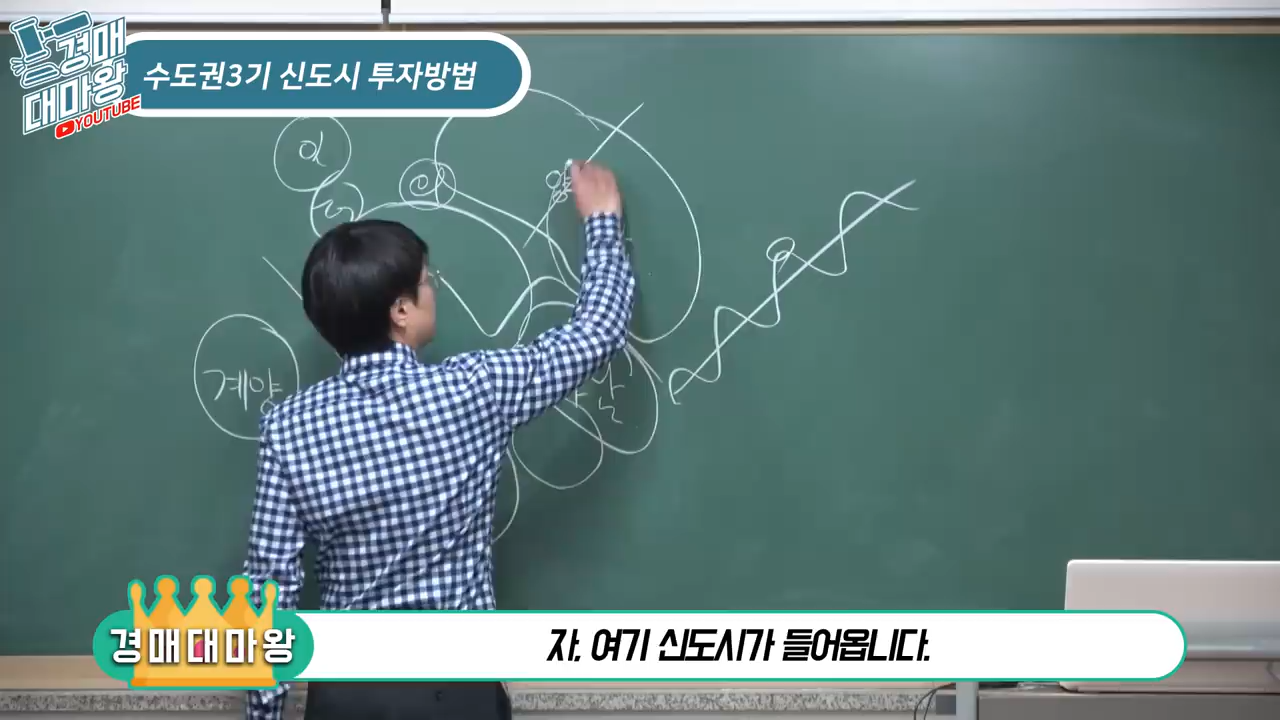 경매
대마왕
YOUTUBE
수도권3기 신도시 투자방법
계양
경매대마왕
자, 여기 신도시가 들어옵니다.